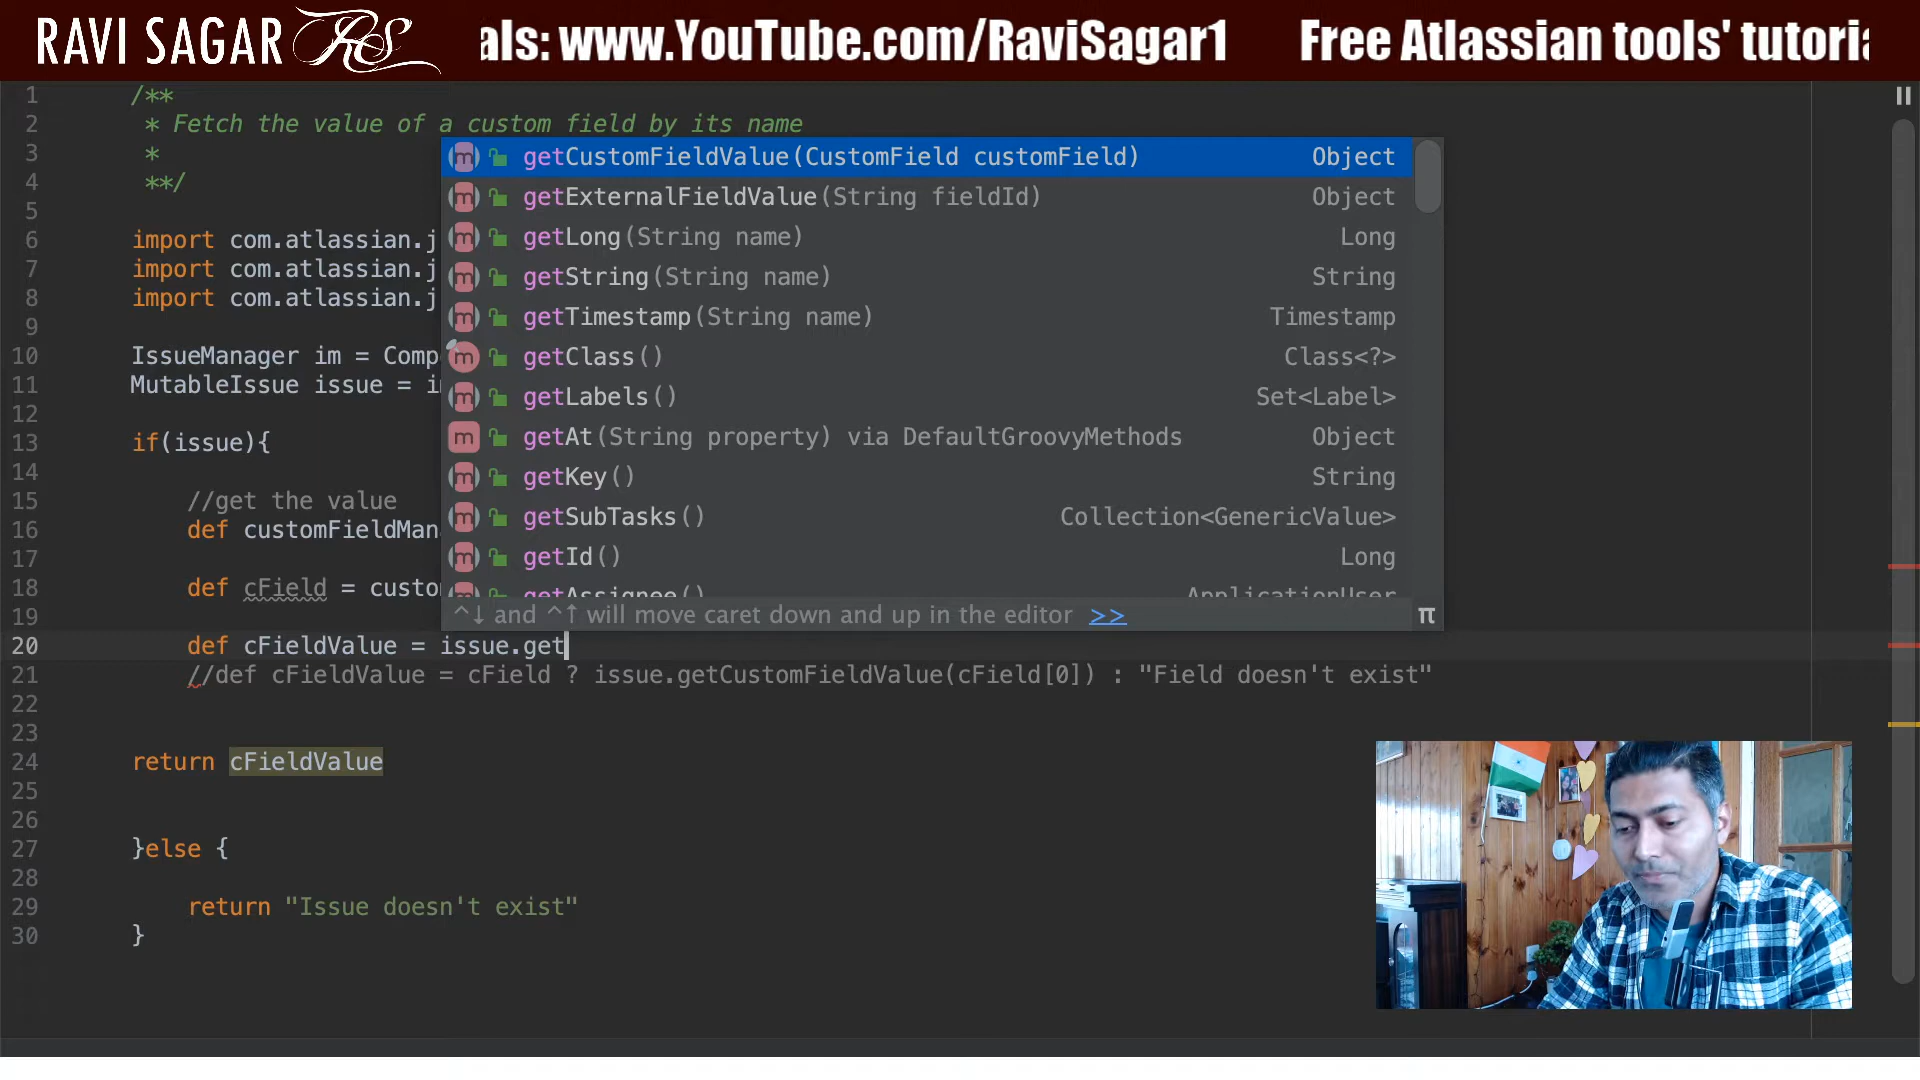 RAVI SAGAR RS
als: www.YouTube.com/RaviSagar1 Free Atlassian tools' tutoria
1 /**
2 * Fetch the value of a custom field by its name
3 *
4 **/
5
6 import com.atlassian.j
7 import com.atlassian.j
8 import com.atlassian.j
9
10 IssueManager im = Comp
11 MutableIssue issue = i
12
13 if(issue){
14
15 //get the value
16 def customFieldMan
17
18 def cField = custo
19
20 def cFieldValue = issue.get
21 //def cFieldValue = cField ? issue.getCustomFieldValue(cField[0]) : "Field doesn't exist"
22
23
24 return cFieldValue
25
26
27 }else {
28
29 return "Issue doesn't exist"
30 }
m getCustomFieldValue(CustomField customField) Object
m getExternalFieldValue(String fieldId) Object
m getLong(String name) Long
m getString(String name) String
m getTimestamp(String name) Timestamp
m getClass() Class<?>
m getLabels() Set<Label>
m getAt(String property) via DefaultGroovyMethods Object
m getKey() String
m getSubTasks() Collection<GenericValue>
m getId() Long
m getAssignee() ApplicationUser
^↓ and ^↑ will move caret down and up in the editor >> π